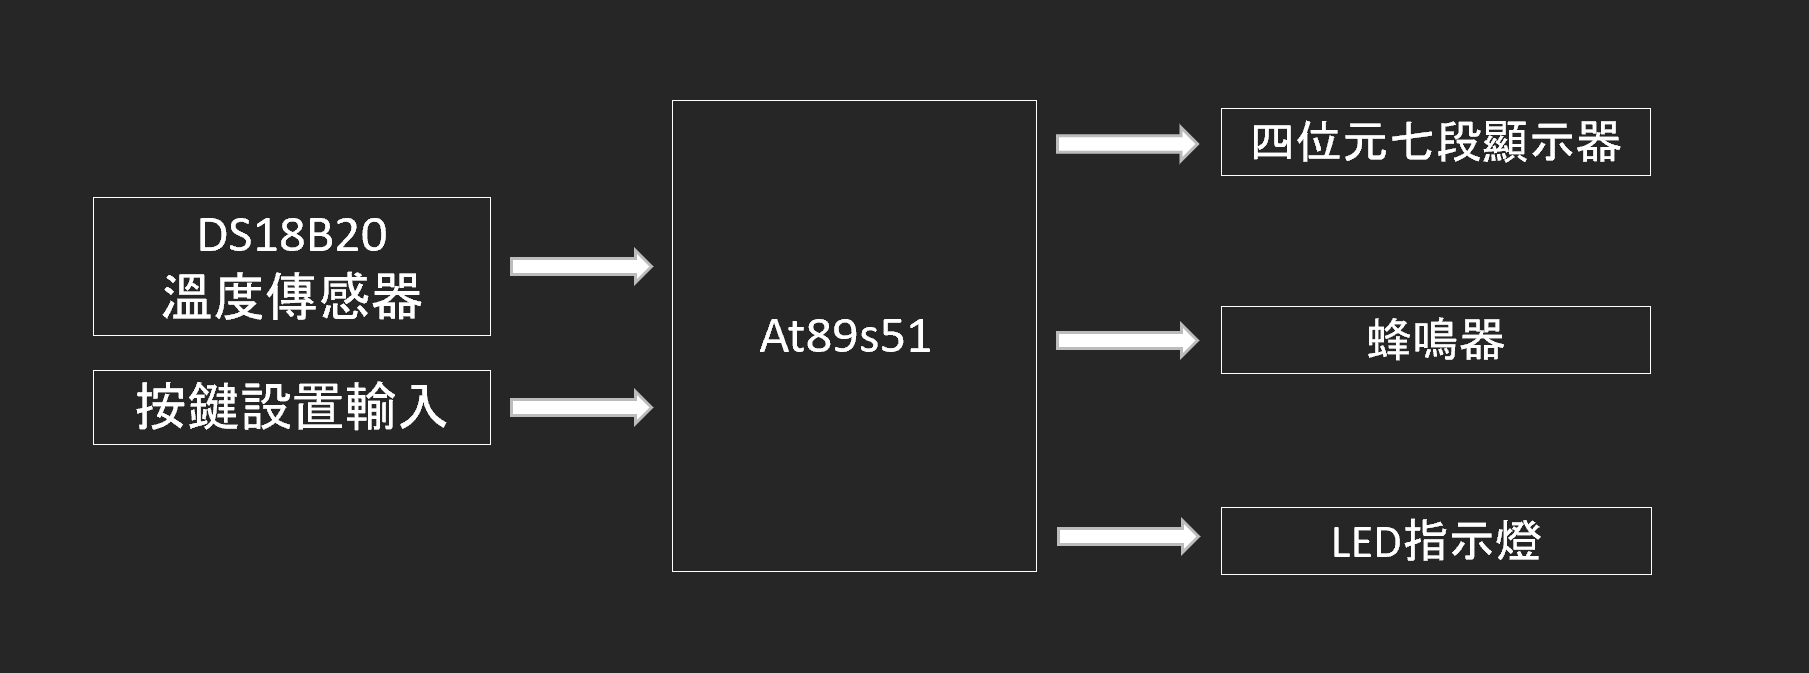 DS18B20
溫度傳感器
按鍵設置輸入
At89s51
四位元七段顯示器
蜂鳴器
LED指示燈